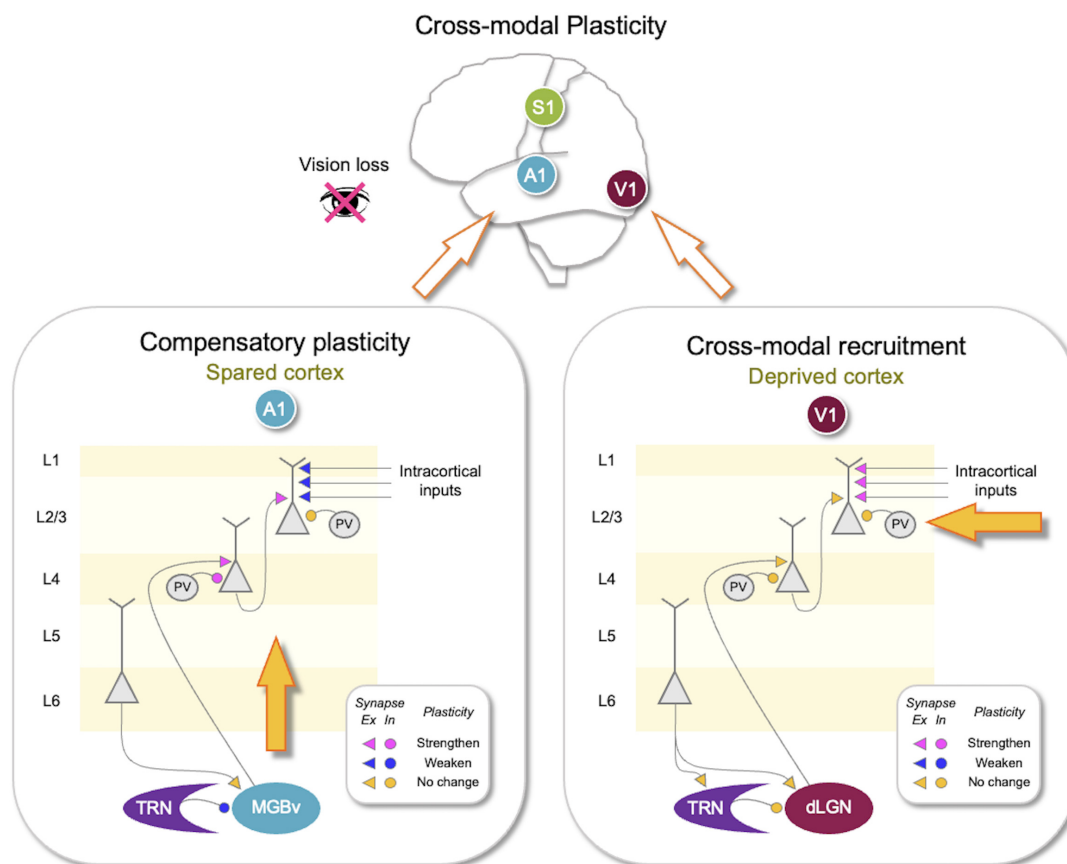 Cross-modal Plasticity
S1
Vision loss
A1
V1
Compensatory plasticity
Spared cortex
A1
L1
Intracortical
inputs
L2/3
PV
L4
PV
L5
L6
Synapse
Ex In
Plasticity
Strengthen
Weaken
No change
TRN
MGBv
Cross-modal recruitment
Deprived cortex
V1
L1
Intracortical
inputs
L2/3
PV
L4
PV
L5
L6
Synapse
Ex In
Plasticity
Strengthen
Weaken
No change
TRN
dLGN